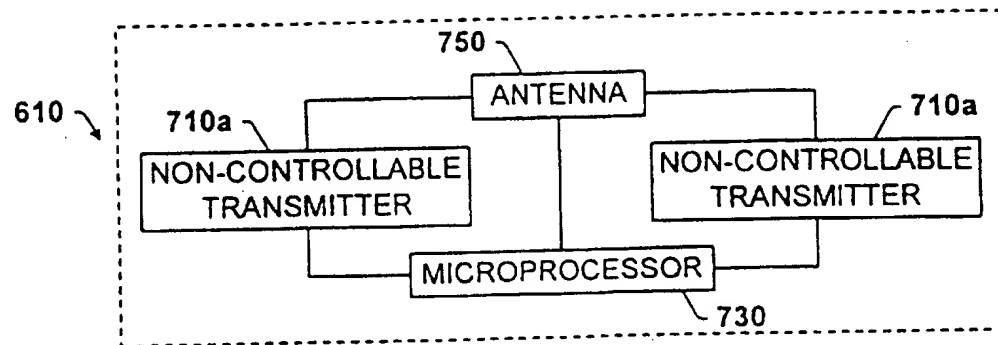 750
ANTENNA
610
710a
710a
NON-CONTROLLABLE
TRANSMITTER
NON-CONTROLLABLE
TRANSMITTER
MICROPROCESSOR
730